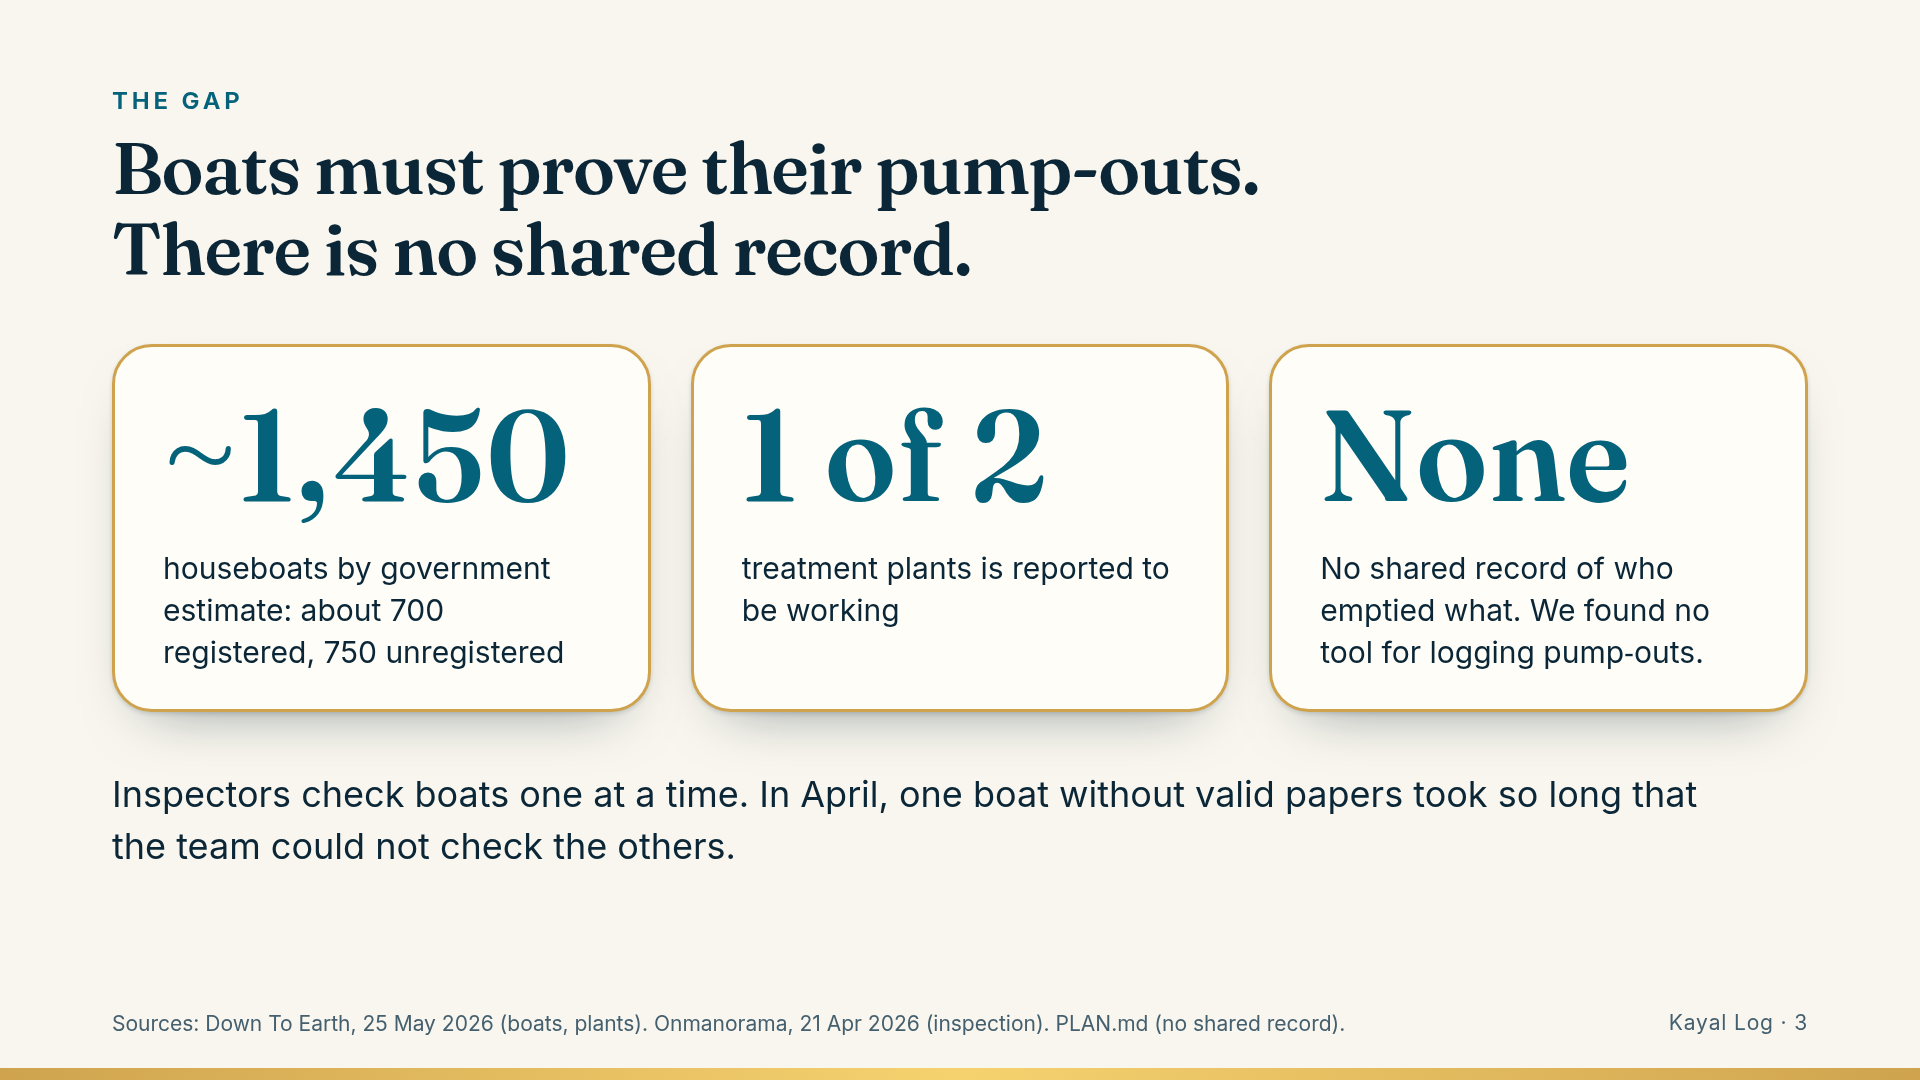 THE GAP
Boats must prove their pump-outs.
There is no shared record.
~1,450
houseboats by government
estimate: about 700
registered, 750 unregistered
1 of 2
treatment plants is reported to
be working
None
No shared record of who
emptied what. We found no
tool for logging pump-outs.
Inspectors check boats one at a time. In April, one boat without valid papers took so long that
the team could not check the others.
Sources: Down To Earth, 25 May 2026 (boats, plants). Onmanorama, 21 Apr 2026 (inspection). PLAN.md (no shared record).
Kayal Log · 3